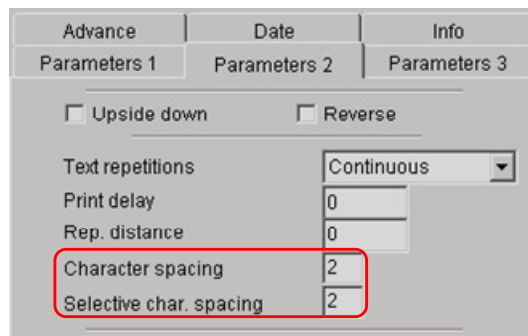 Advance Date Info
Parameters 1 Parameters 2 Parameters 3
Upside down Reverse
Text repetitions Continuous
Print delay 0
Rep. distance 0
Character spacing 2
Selective char. spacing 2